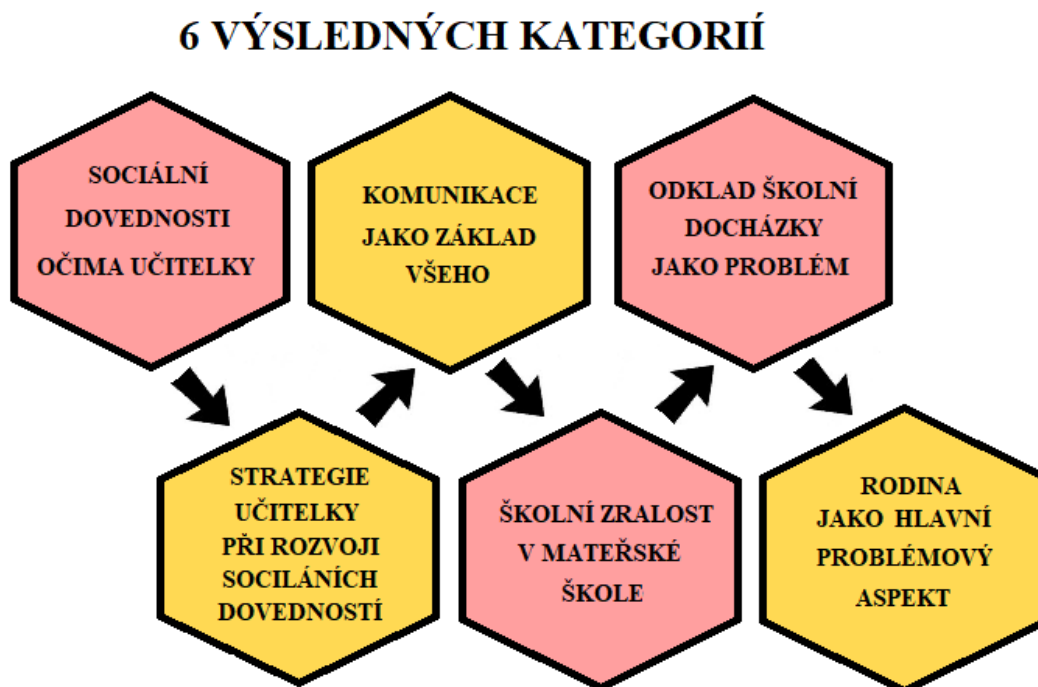 6 VÝSLEDNÝCH KATEGORIÍ
SOCIÁLNÍ
DOVEDNOSTI
OČIMA UČITELKY
STRATEGIE
UČITELKY
PŘI ROZVOJI
SOCILÁNÍCH
DOVEDNOSTÍ
KOMUNIKACE
JAKO ZÁKLAD
VŠEHO
ŠKOLNÍ ZRALOST
V MATEŘSKÉ
ŠKOLE
ODKLAD ŠKOLNÍ
DOCHÁZKY
JAKO PROBLÉM
RODINA
JAKO HLAVNÍ
PROBLÉMOVÝ
ASPEKT